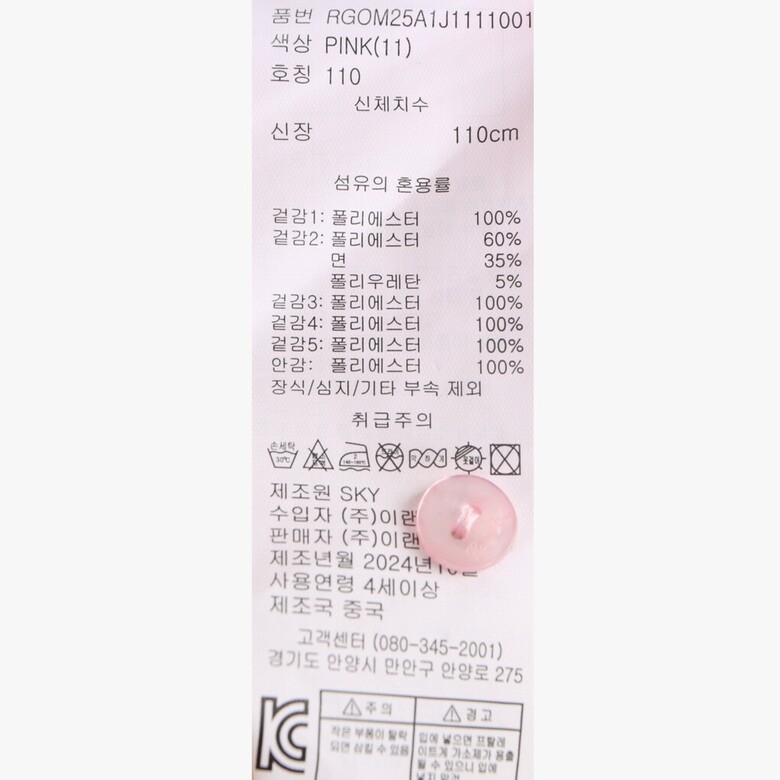 품번 RGOM25A1J1111001
색상 PINK(11)
호칭 110
신체치수
신장 110cm
섬유의 혼용률
겉감1: 폴리에스터 100%
겉감2: 폴리에스터 60%
면 35%
폴리우레탄 5%
겉감3: 폴리에스터 100%
겉감4: 폴리에스터 100%
겉감5: 폴리에스터 100%
안감: 폴리에스터 100%
장식/심지/기타 부속 제외
취급주의
손세탁
30℃
제조원 SKY
수입자 (주)이랜
판매자 (주)이랜
제조년월 2024년10월
사용연령 4세이상
제조국 중국
고객센터 (080-345-2001)
경기도 안양시 만안구 안양로 275
주의
작은 부품이 탈락
되면 삼킬 수 있음
경고
입에 넣으면 프탈레
이트계 가소제가 용출
될 수 있으니 입에
넣지 말것